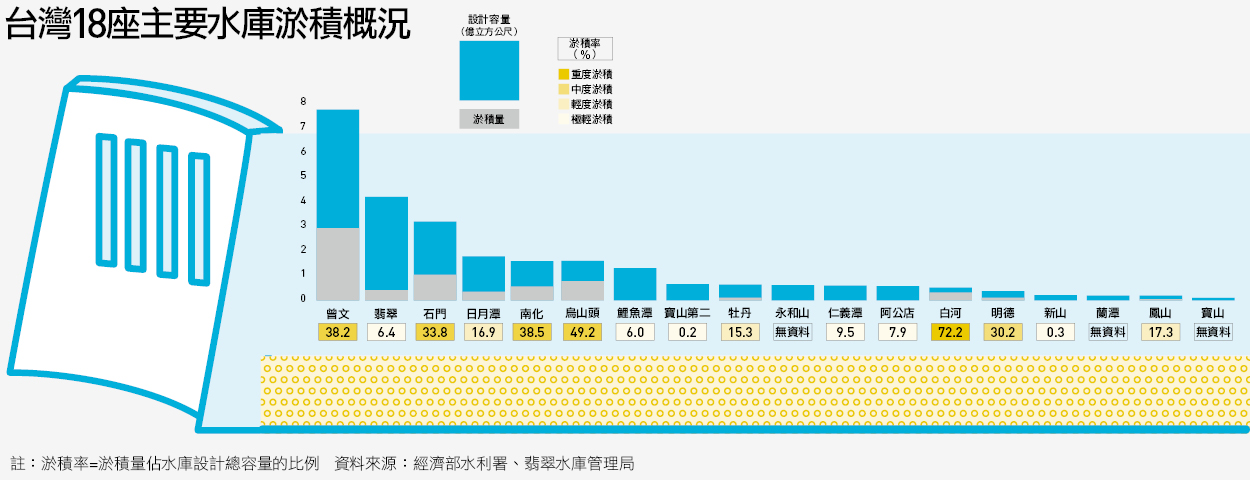 台灣18座主要水庫淤積概況
設計容量
(億立方公尺)
淤積量
淤積率
(%)
重度淤積
中度淤積
輕度淤積
極輕淤積
8
7
6
5
4
3
2
1
0
曾文 翡翠 石門 日月潭 南化 烏山頭 鯉魚潭 寶山第二 牡丹 永和山 仁義潭 阿公店 白河 明德 新山 蘭潭 鳳山 寶山
38.2 6.4 33.8 16.9 38.5 49.2 6.0 0.2 15.3 無資料 9.5 7.9 72.2 30.2 0.3 無資料 17.3 無資料
註：淤積率=淤積量佔水庫設計總容量的比例 資料來源：經濟部水利署、翡翠水庫管理局